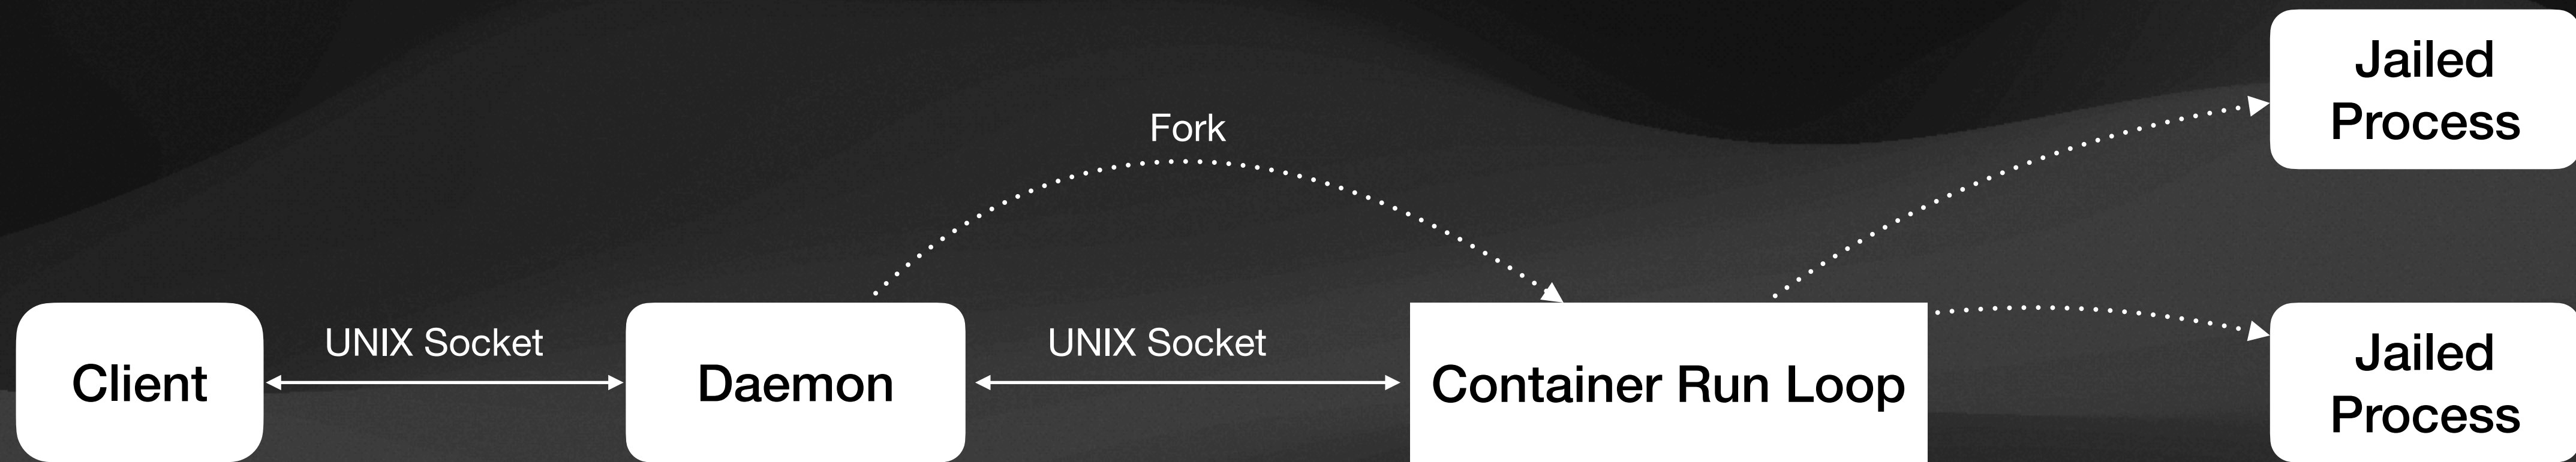 Jailed
Process
Fork
UNIX Socket
UNIX Socket
Client
Daemon
Container Run Loop
Jailed
Process